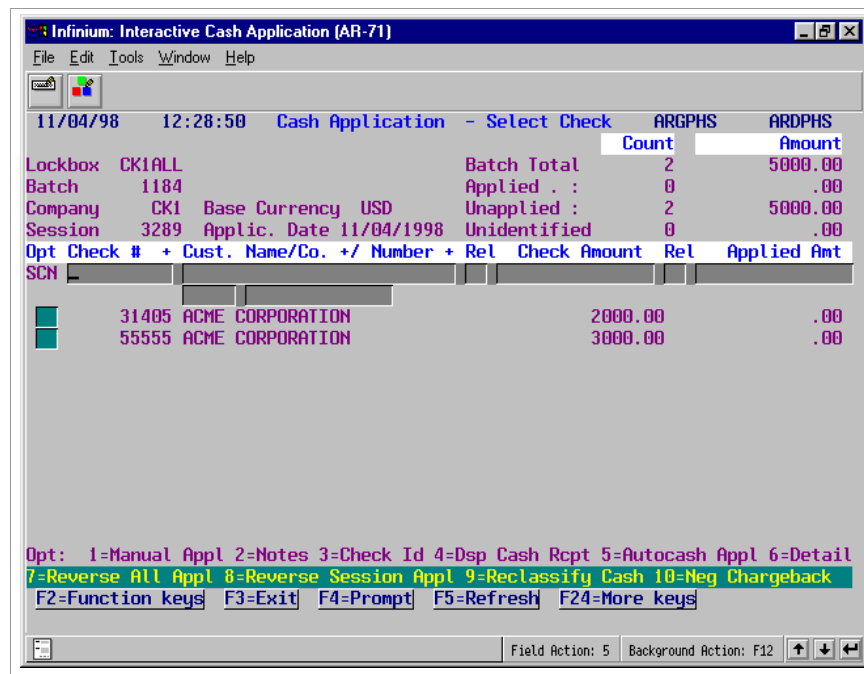 Infinium: Interactive Cash Application (AR-71)
File Edit Tools Window Help
11/04/98 12:28:50 Cash Application - Select Check ARGPHS ARDPHS
Count Amount
Lockbox CK1ALL Batch Total 2 5000.00
Batch 1184 Applied . : 0 .00
Company CK1 Base Currency USD Unapplied : 2 5000.00
Session 3289 Applic. Date 11/04/1998 Unidentified 0 .00
Opt Check # + Cust. Name/Co. +/ Number + Rel Check Amount Rel Applied Amt
SCN
31405 ACME CORPORATION 2000.00 .00
55555 ACME CORPORATION 3000.00 .00
Opt: 1=Manual Appl 2=Notes 3=Check Id 4=Dsp Cash Rcpt 5=Autocash Appl 6=Detail
7=Reverse All Appl 8=Reverse Session Appl 9=Reclassify Cash 10=Neg Chargeback
F2=Function keys F3=Exit F4=Prompt F5=Refresh F24=More keys
Field Action: 5 Background Action: F12